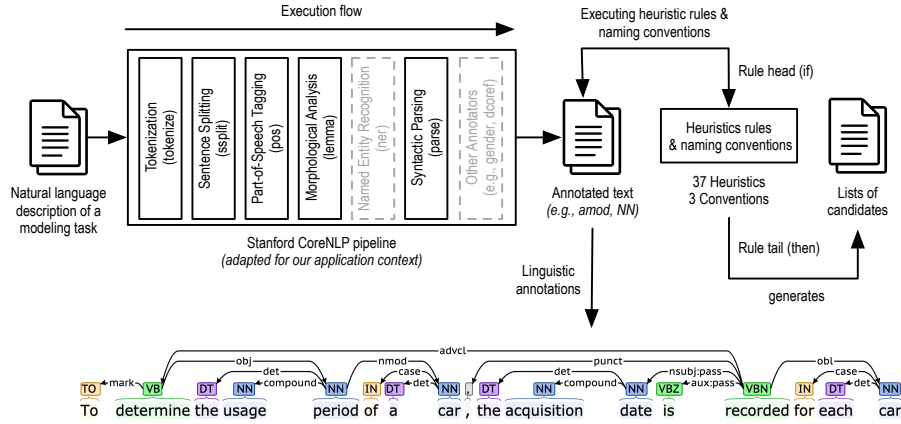 Execution flow
Executing heuristic rules &
naming conventions
Tokenization
(tokenize)
Sentence Splitting
(ssplit)
Part-of-Speech Tagging
(pos)
Morphological Analysis
(lemma)
Named Entity Recognition
(ner)
Syntactic Parsing
(parse)
Other Annotators
(e.g., gender, dcoref)
Rule head (if)
Heuristics rules
& naming conventions
Natural language
description of a
modeling task
Annotated text
(e.g., amod, NN)
37 Heuristics
3 Conventions
Lists of
candidates
Stanford CoreNLP pipeline
(adapted for our application context)
Rule tail (then)
Linguistic
annotations
generates
advcl
obj nmod punct obl
det case det nsubj:pass case
mark compound det compound aux:pass det
TO VB DT NN NN IN DT NN , DT NN NN VBZ VBN IN DT NN
To determine the usage period of a car , the acquisition date is recorded for each car